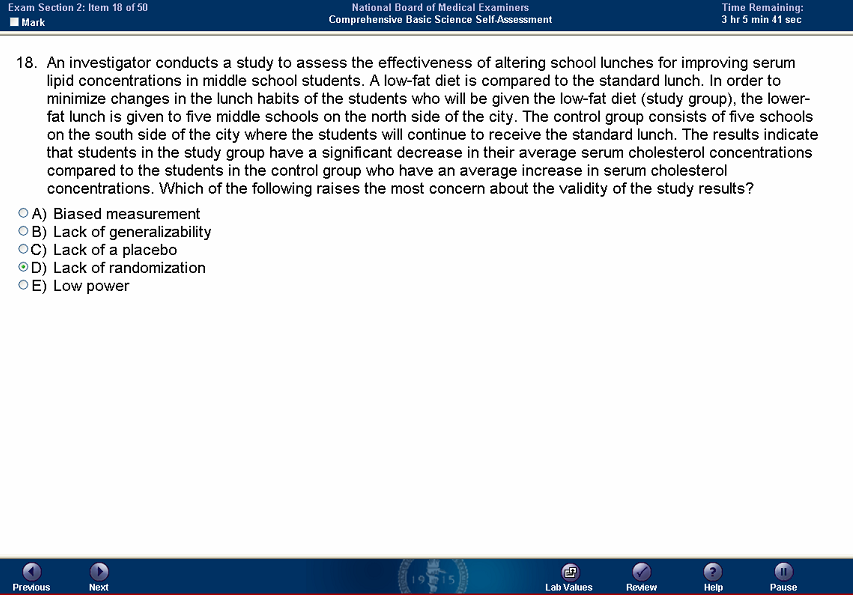 Exam Section 2: Item 18 of 50
National Board of Medical Examiners
Time Remaining:
Mark
Comprehensive Basic Science Self-Assessment
3 hr 5 min 41 sec
18. An investigator conducts a study to assess the effectiveness of altering school lunches for improving serum
lipid concentrations in middle school students. A low-fat diet is compared to the standard lunch. In order to
minimize changes in the lunch habits of the students who will be given the low-fat diet (study group), the lower-
fat lunch is given to five middle schools on the north side of the city. The control group consists of five schools
on the south side of the city where the students will continue to receive the standard lunch. The results indicate
that students in the study group have a significant decrease in their average serum cholesterol concentrations
compared to the students in the control group who have an average increase in serum cholesterol
concentrations. Which of the following raises the most concern about the validity of the study results?
A) Biased measurement
B) Lack of generalizability
C) Lack of a placebo
D) Lack of randomization
E) Low power
19 15
Previous
Next
Lab Values
Review
Help
Pause